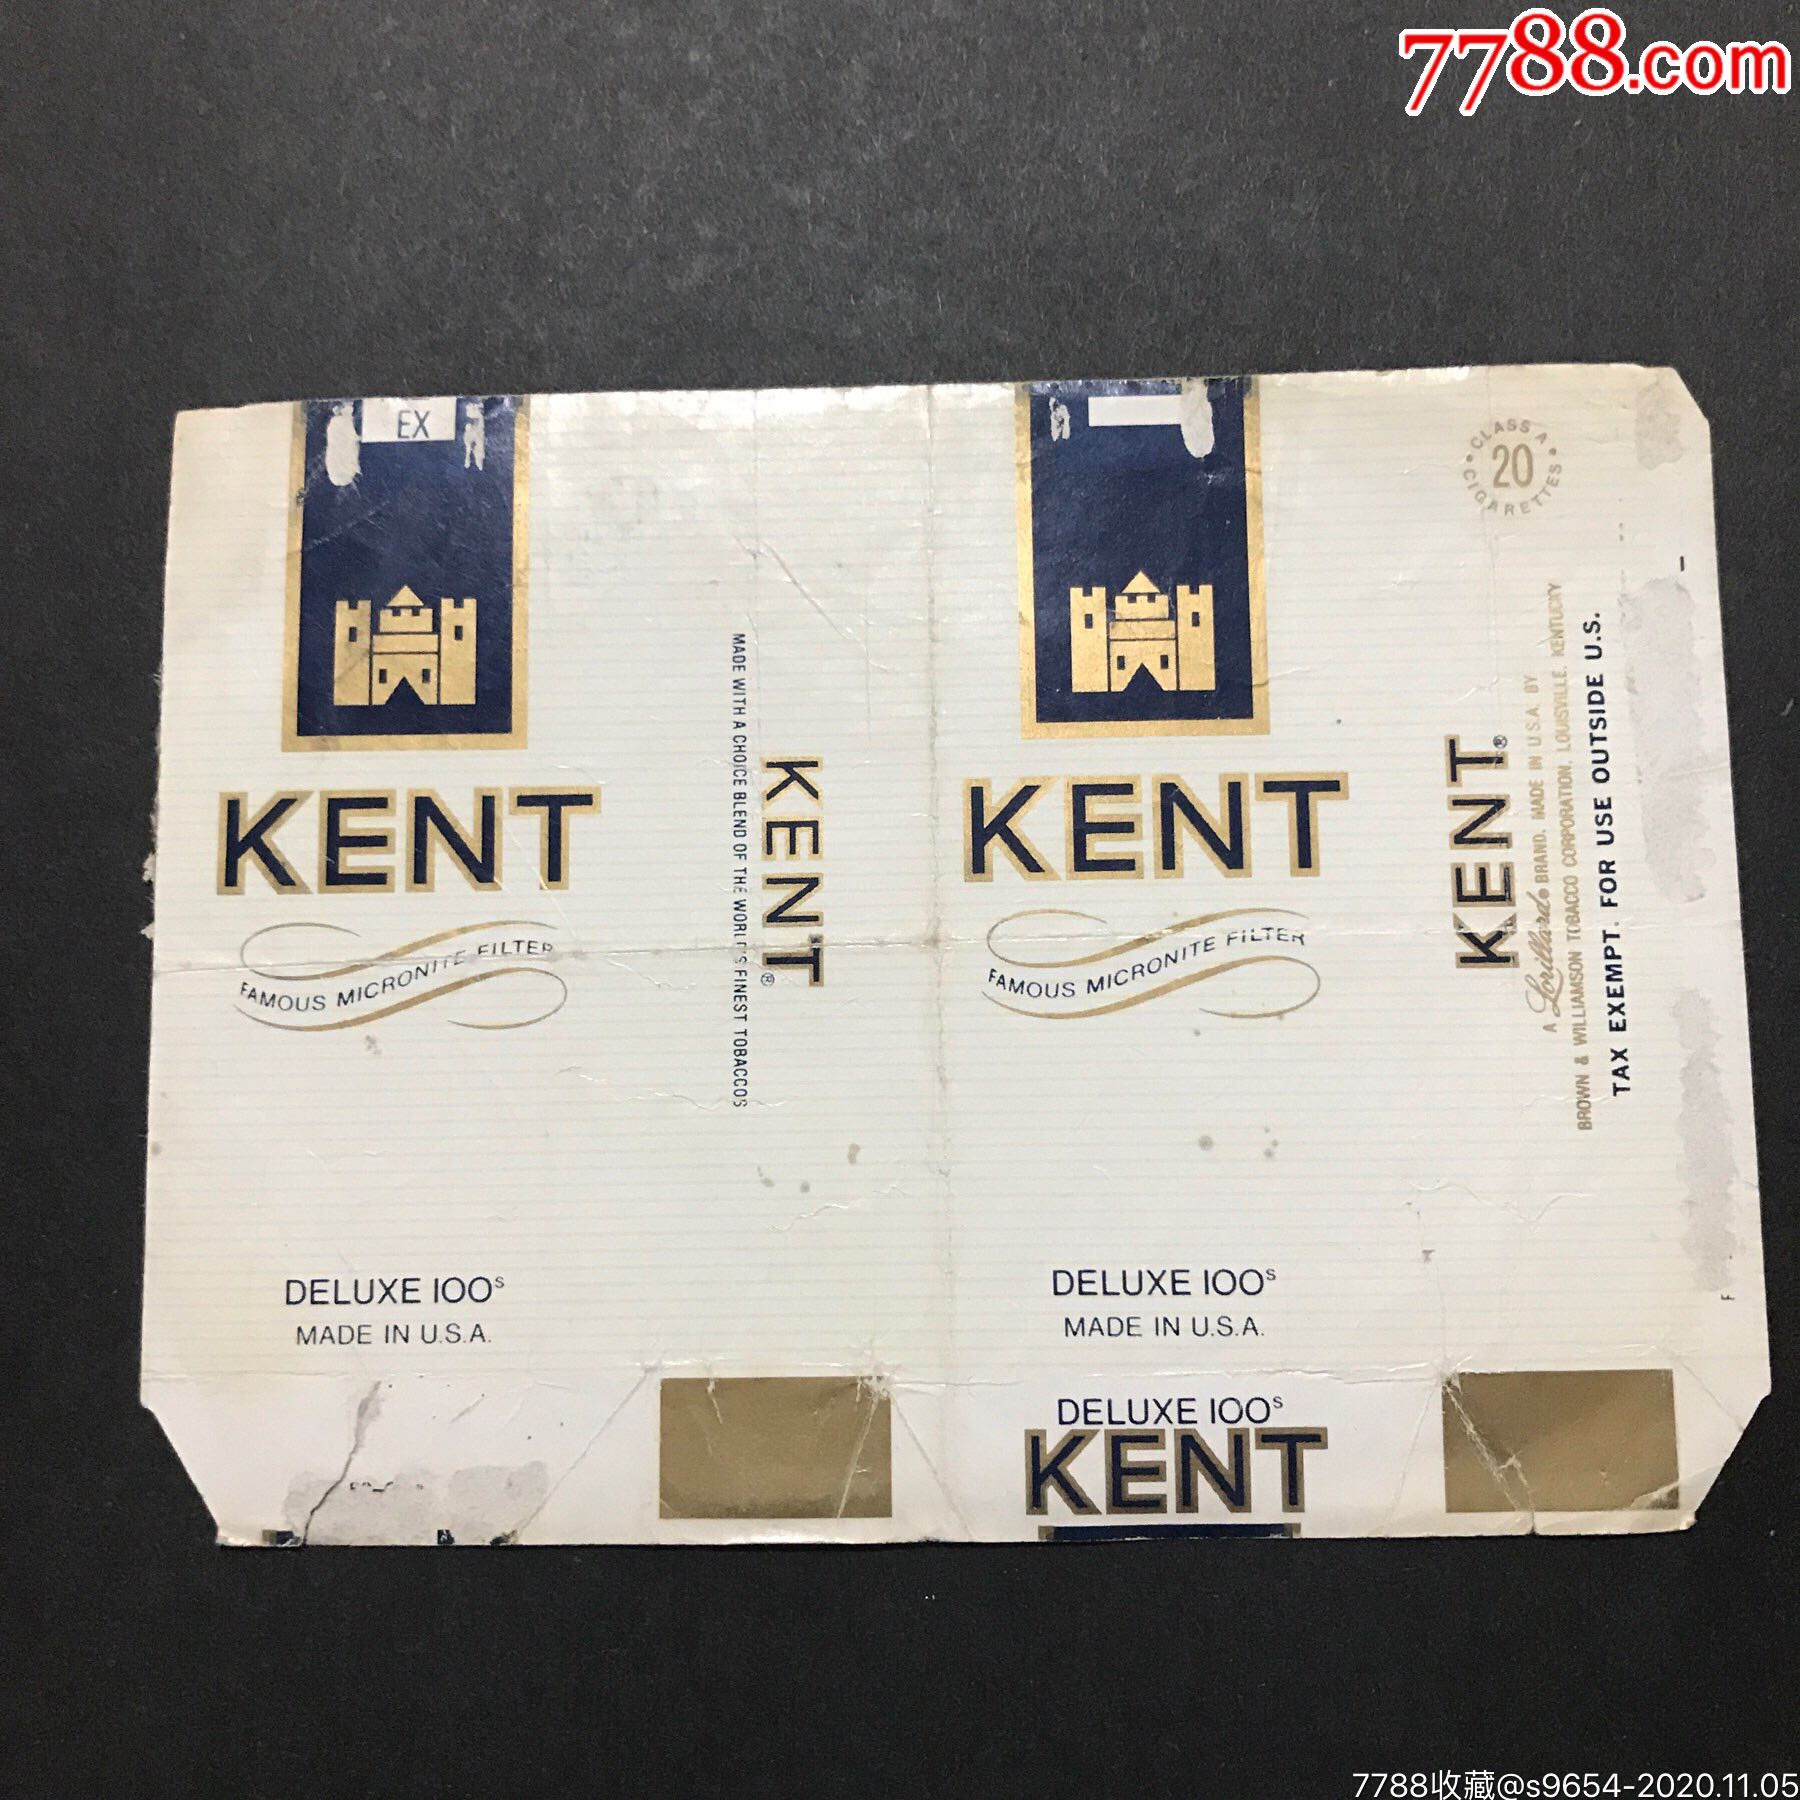 7788.com
EX
KENT
FAMOUS MICRONITE FILTER
DELUXE 100s
MADE IN U.S.A.
MADE WITH A CHOICE BLEND OF THE WORLD'S FINEST TOBACCOS
KENT®
KENT
FAMOUS MICRONITE FILTER
DELUXE 100s
MADE IN U.S.A.
DELUXE 100s
KENT
CLASS A
20
CIGARETTES
KENT®
A Lorillard® BRAND. MADE IN U.S.A. BY
BROWN & WILLIAMSON TOBACCO CORPORATION, LOUISVILLE, KENTUCKY
TAX EXEMPT. FOR USE OUTSIDE U.S.
F
7788收藏@s9654-2020.11.05